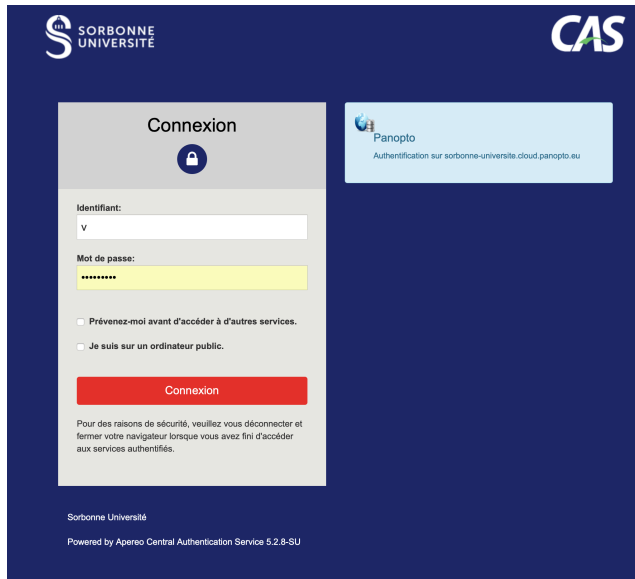 SORBONNE
UNIVERSITÉ
CAS
Connexion
Identifiant:
v
Mot de passe:
•••••••••
Prévenez-moi avant d'accéder à d'autres services.
Je suis sur un ordinateur public.
Connexion
Pour des raisons de sécurité, veuillez vous déconnecter et
fermer votre navigateur lorsque vous avez fini d'accéder
aux services authentifiés.
Panopto
Authentification sur sorbonne-universite.cloud.panopto.eu
Sorbonne Université
Powered by Apereo Central Authentication Service 5.2.8-SU